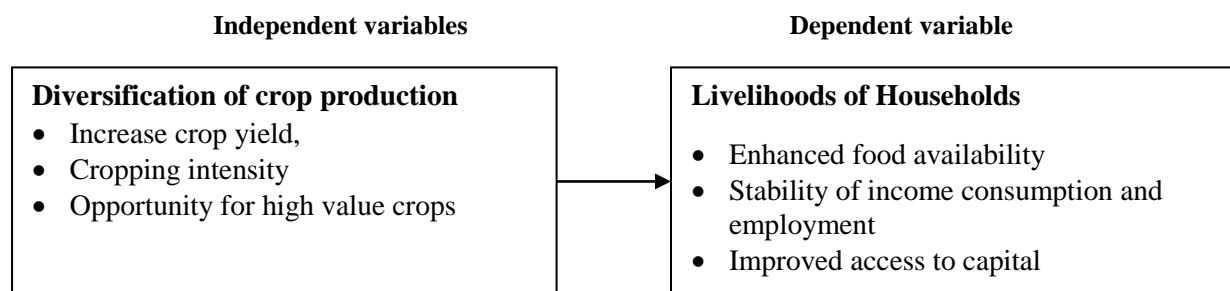 Independent variables
Dependent variable
Diversification of crop production
• Increase crop yield,
• Cropping intensity
• Opportunity for high value crops
Livelihoods of Households
• Enhanced food availability
• Stability of income consumption and
employment
• Improved access to capital